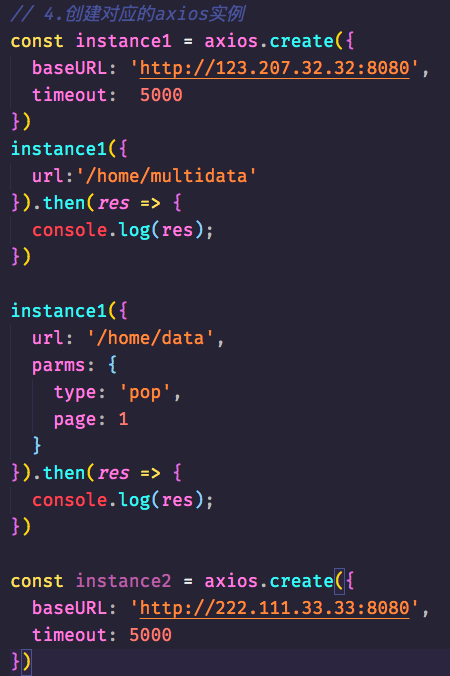 // 4.创建对应的axios实例
const instance1 = axios.create({
  baseURL: 'http://123.207.32.32:8080',
  timeout:  5000
})
instance1({
  url:'/home/multidata'
}).then(res => {
  console.log(res);
})

instance1({
  url: '/home/data',
  parms: {
    type: 'pop',
    page: 1
  }
}).then(res => {
  console.log(res);
})

const instance2 = axios.create({
  baseURL: 'http://222.111.33.33:8080',
  timeout: 5000
})